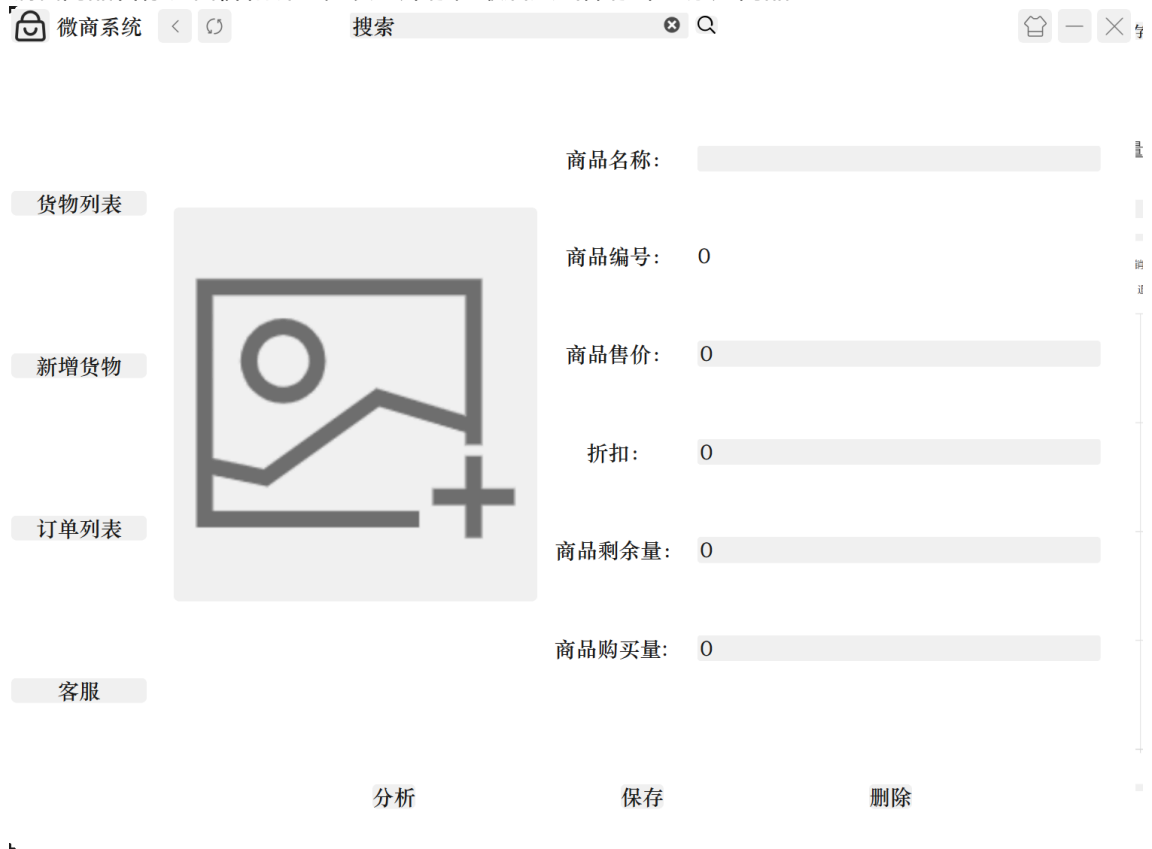 微商系统
搜索
商品名称：
货物列表
商品编号： 0
商品售价： 0
新增货物
折扣： 0
订单列表
商品剩余量： 0
商品购买量: 0
客服
分析 保存 删除